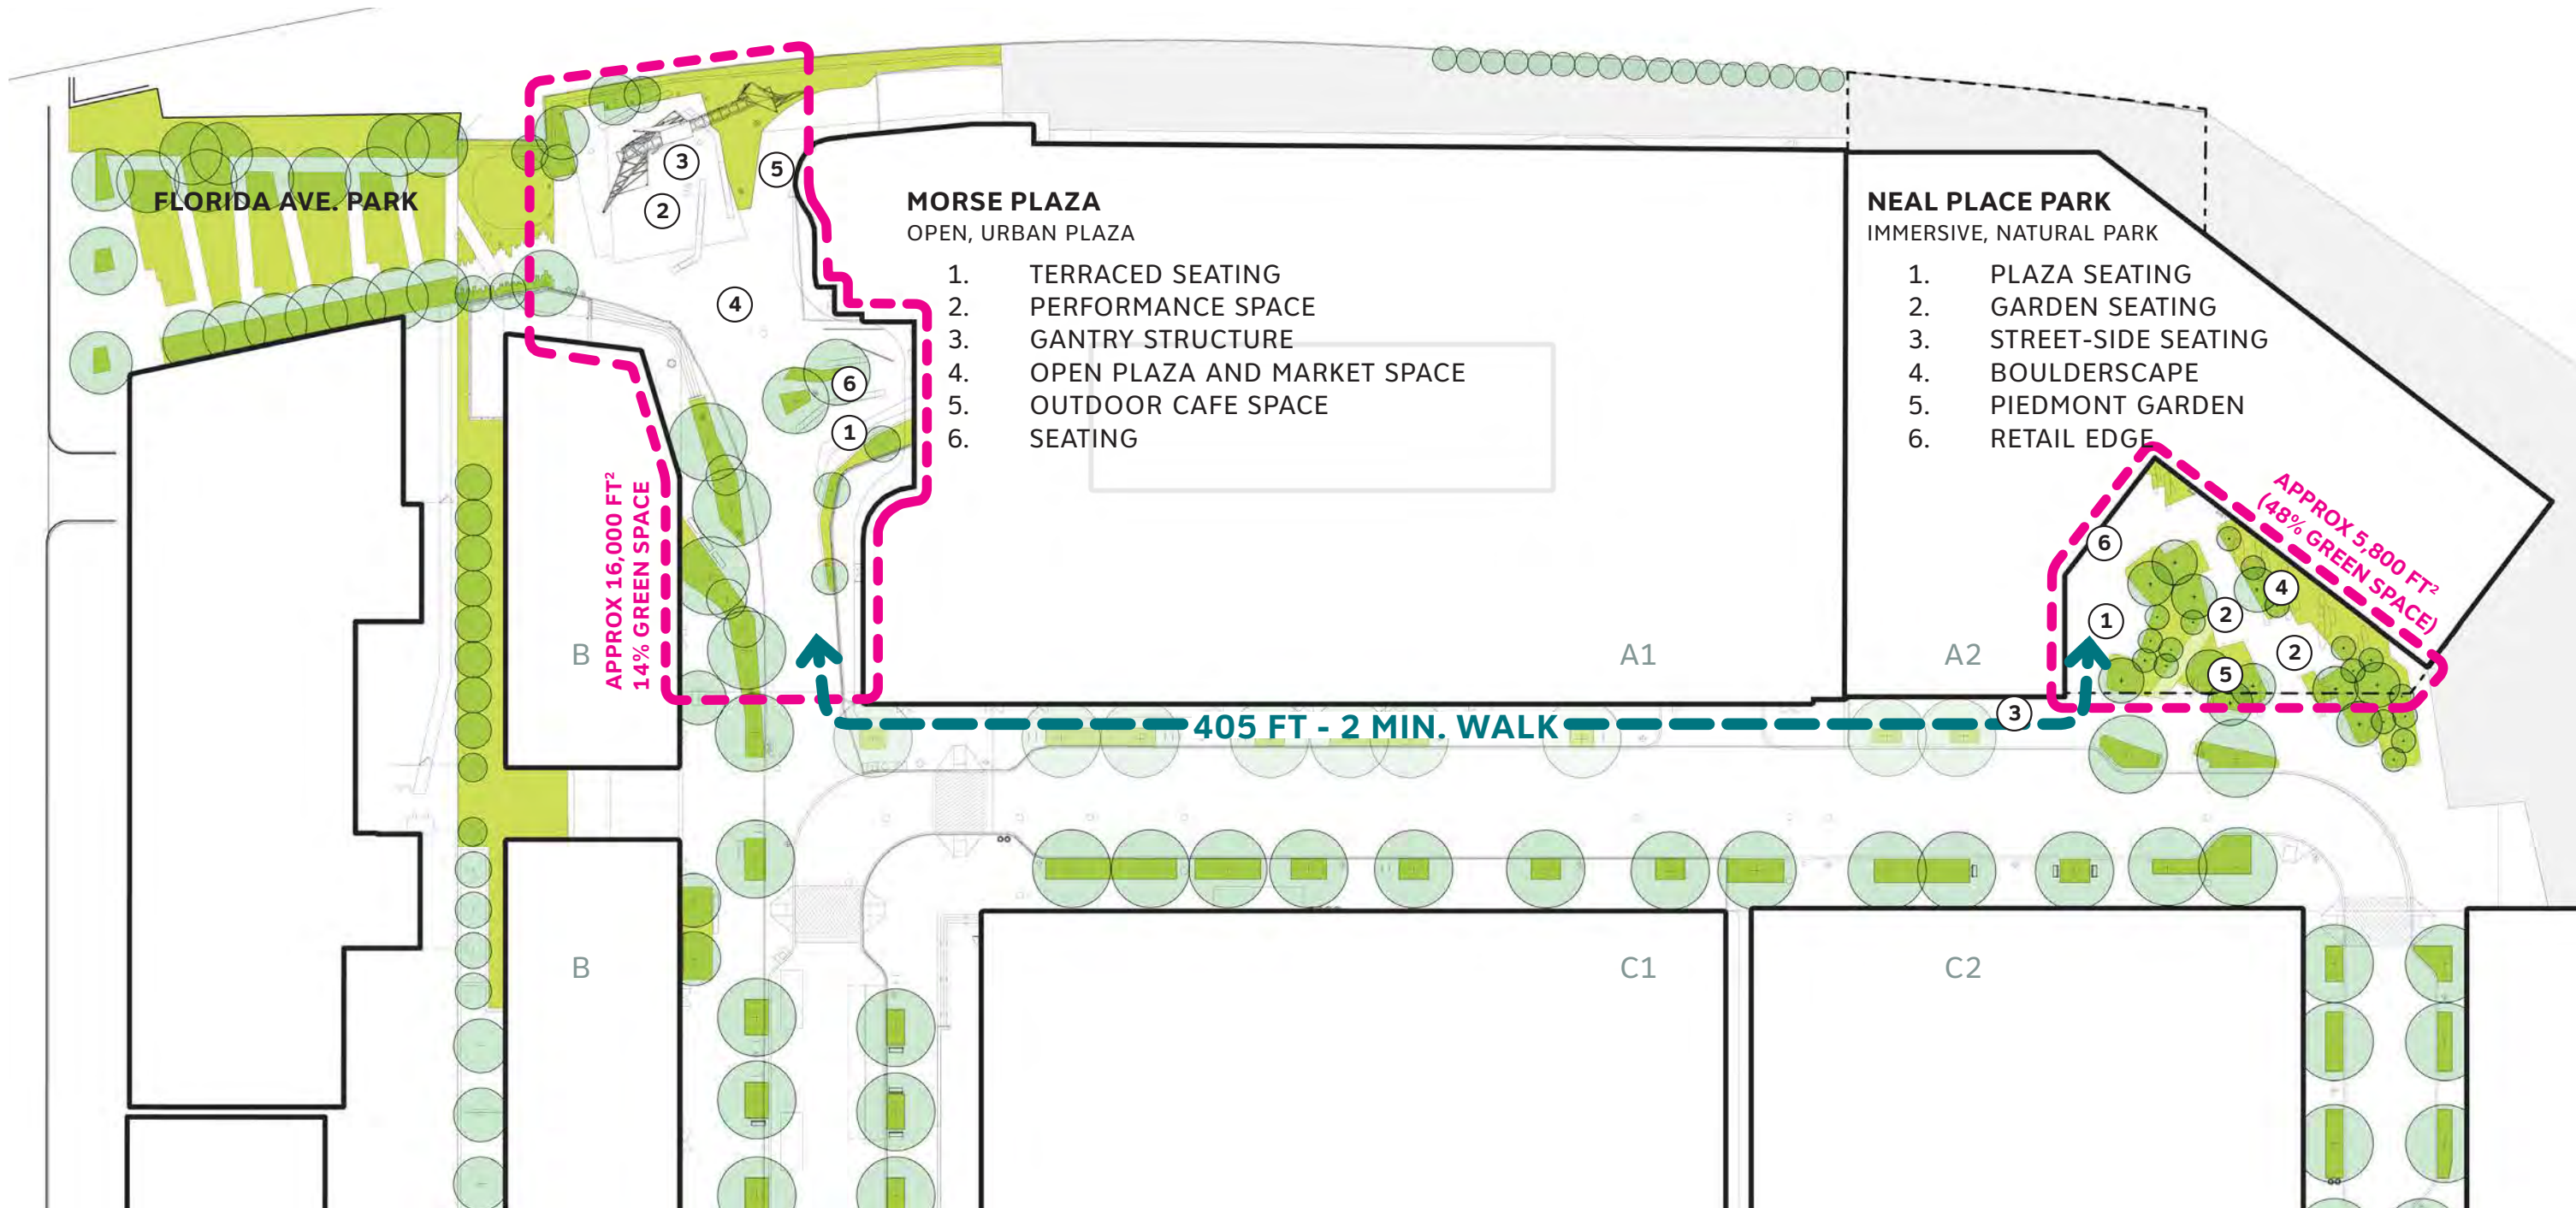 FLORIDA AVE. PARK
MORSE PLAZA
OPEN, URBAN PLAZA
1. TERRACED SEATING
2. PERFORMANCE SPACE
3. GANTRY STRUCTURE
4. OPEN PLAZA AND MARKET SPACE
5. OUTDOOR CAFE SPACE
6. SEATING
NEAL PLACE PARK
IMMERSIVE, NATURAL PARK
1. PLAZA SEATING
2. GARDEN SEATING
3. STREET-SIDE SEATING
4. BOULDERSCAPE
5. PIEDMONT GARDEN
6. RETAIL EDGE
3
5
2
4
6
1
APPROX 16,000 FT²
14% GREEN SPACE
APPROX 5,800 FT²
(48% GREEN SPACE)
6
4
1
2
2
5
3
B
A1
A2
405 FT - 2 MIN. WALK
B
C1
C2